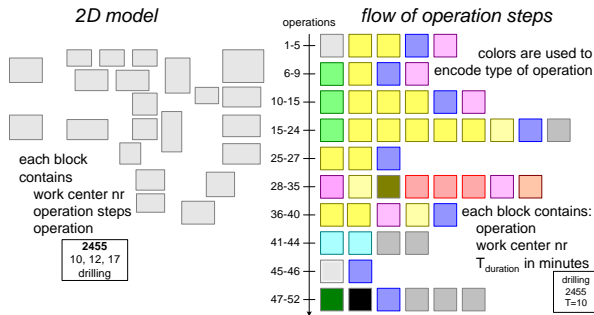 2D model
flow of operation steps
operations
1-5
6-9
10-15
15-24
25-27
28-35
36-40
41-44
45-46
47-52
colors are used to
encode type of operation
each block
contains
work center nr
operation steps
operation
2455
10, 12, 17
drilling
each block contains:
operation
work center nr
Tduration in minutes
drilling
2455
T=10